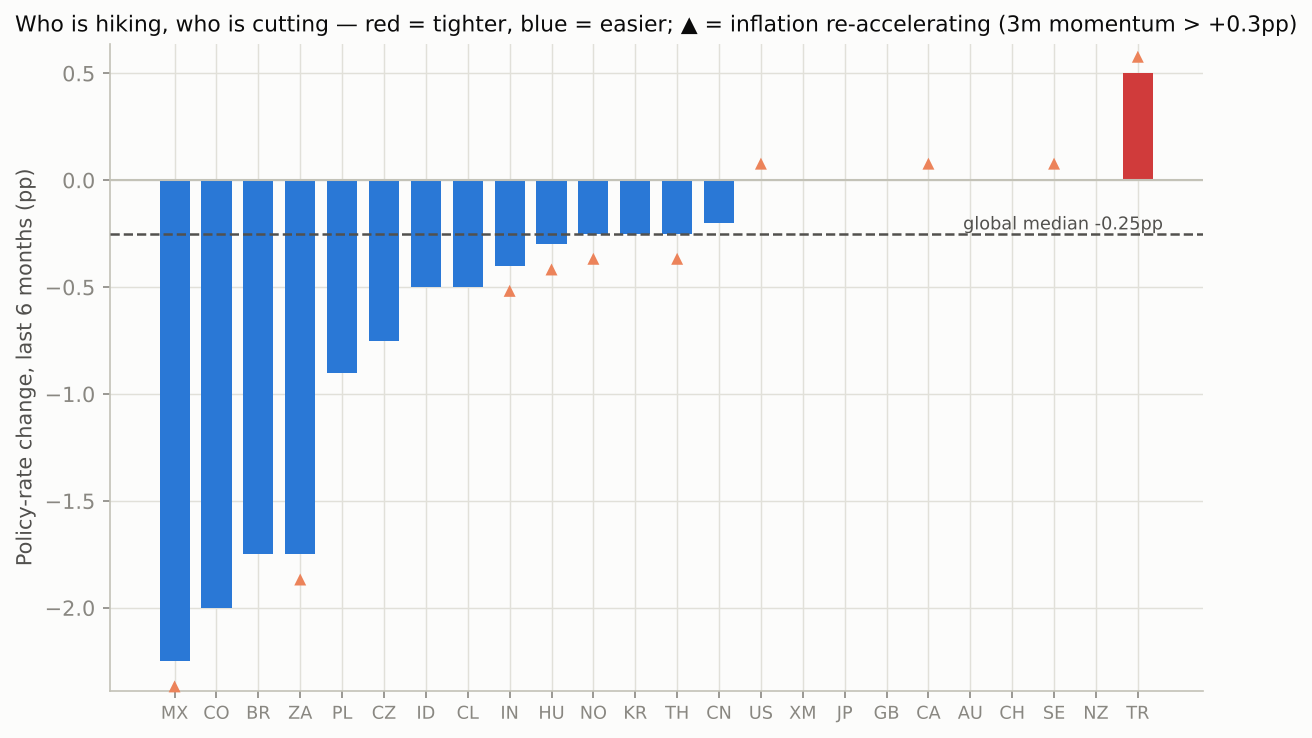 Who is hiking, who is cutting — red = tighter, blue = easier; ▲ = inflation re-accelerating (3m momentum > +0.3pp)
Policy-rate change, last 6 months (pp)
0.5
0.0
−0.5
−1.0
−1.5
−2.0
global median -0.25pp
MX CO BR ZA PL CZ ID CL IN HU NO KR TH CN US XM JP GB CA AU CH SE NZ TR